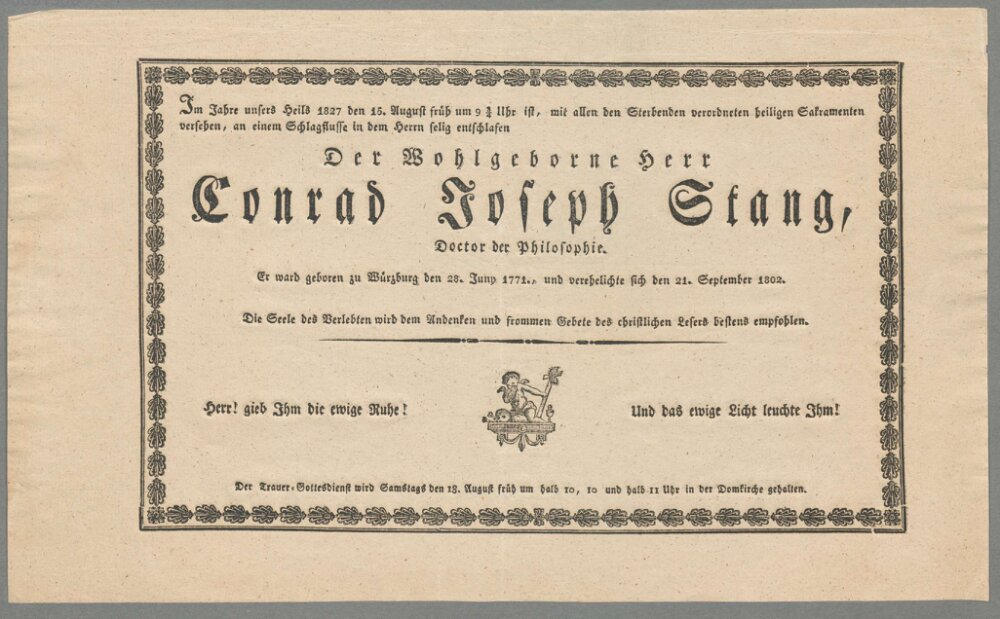 Im Jahre unsers Heils 1827 den 15. August früh um 9 ¾ Uhr ist, mit allen den Sterbenden verordneten heiligen Sakramenten
versehen, an einem Schlagflusse in dem Herrn selig entschlafen
Der Wohlgeborne Herr
Conrad Joseph Stang,
Doctor der Philosophie.
Er ward geboren zu Würzburg den 28. Juny 1771., und verehelichte sich den 21. September 1802.
Die Seele des Verlebten wird dem Andenken und frommen Gebete des christlichen Lesers bestens empfohlen.
Herr! gieb Ihm die ewige Ruhe! Und das ewige Licht leuchte Ihm!
Der Trauer-Gottesdienst wird Samstags den 18. August früh um halb 10, 10 und halb 11 Uhr in der Domkirche gehalten.